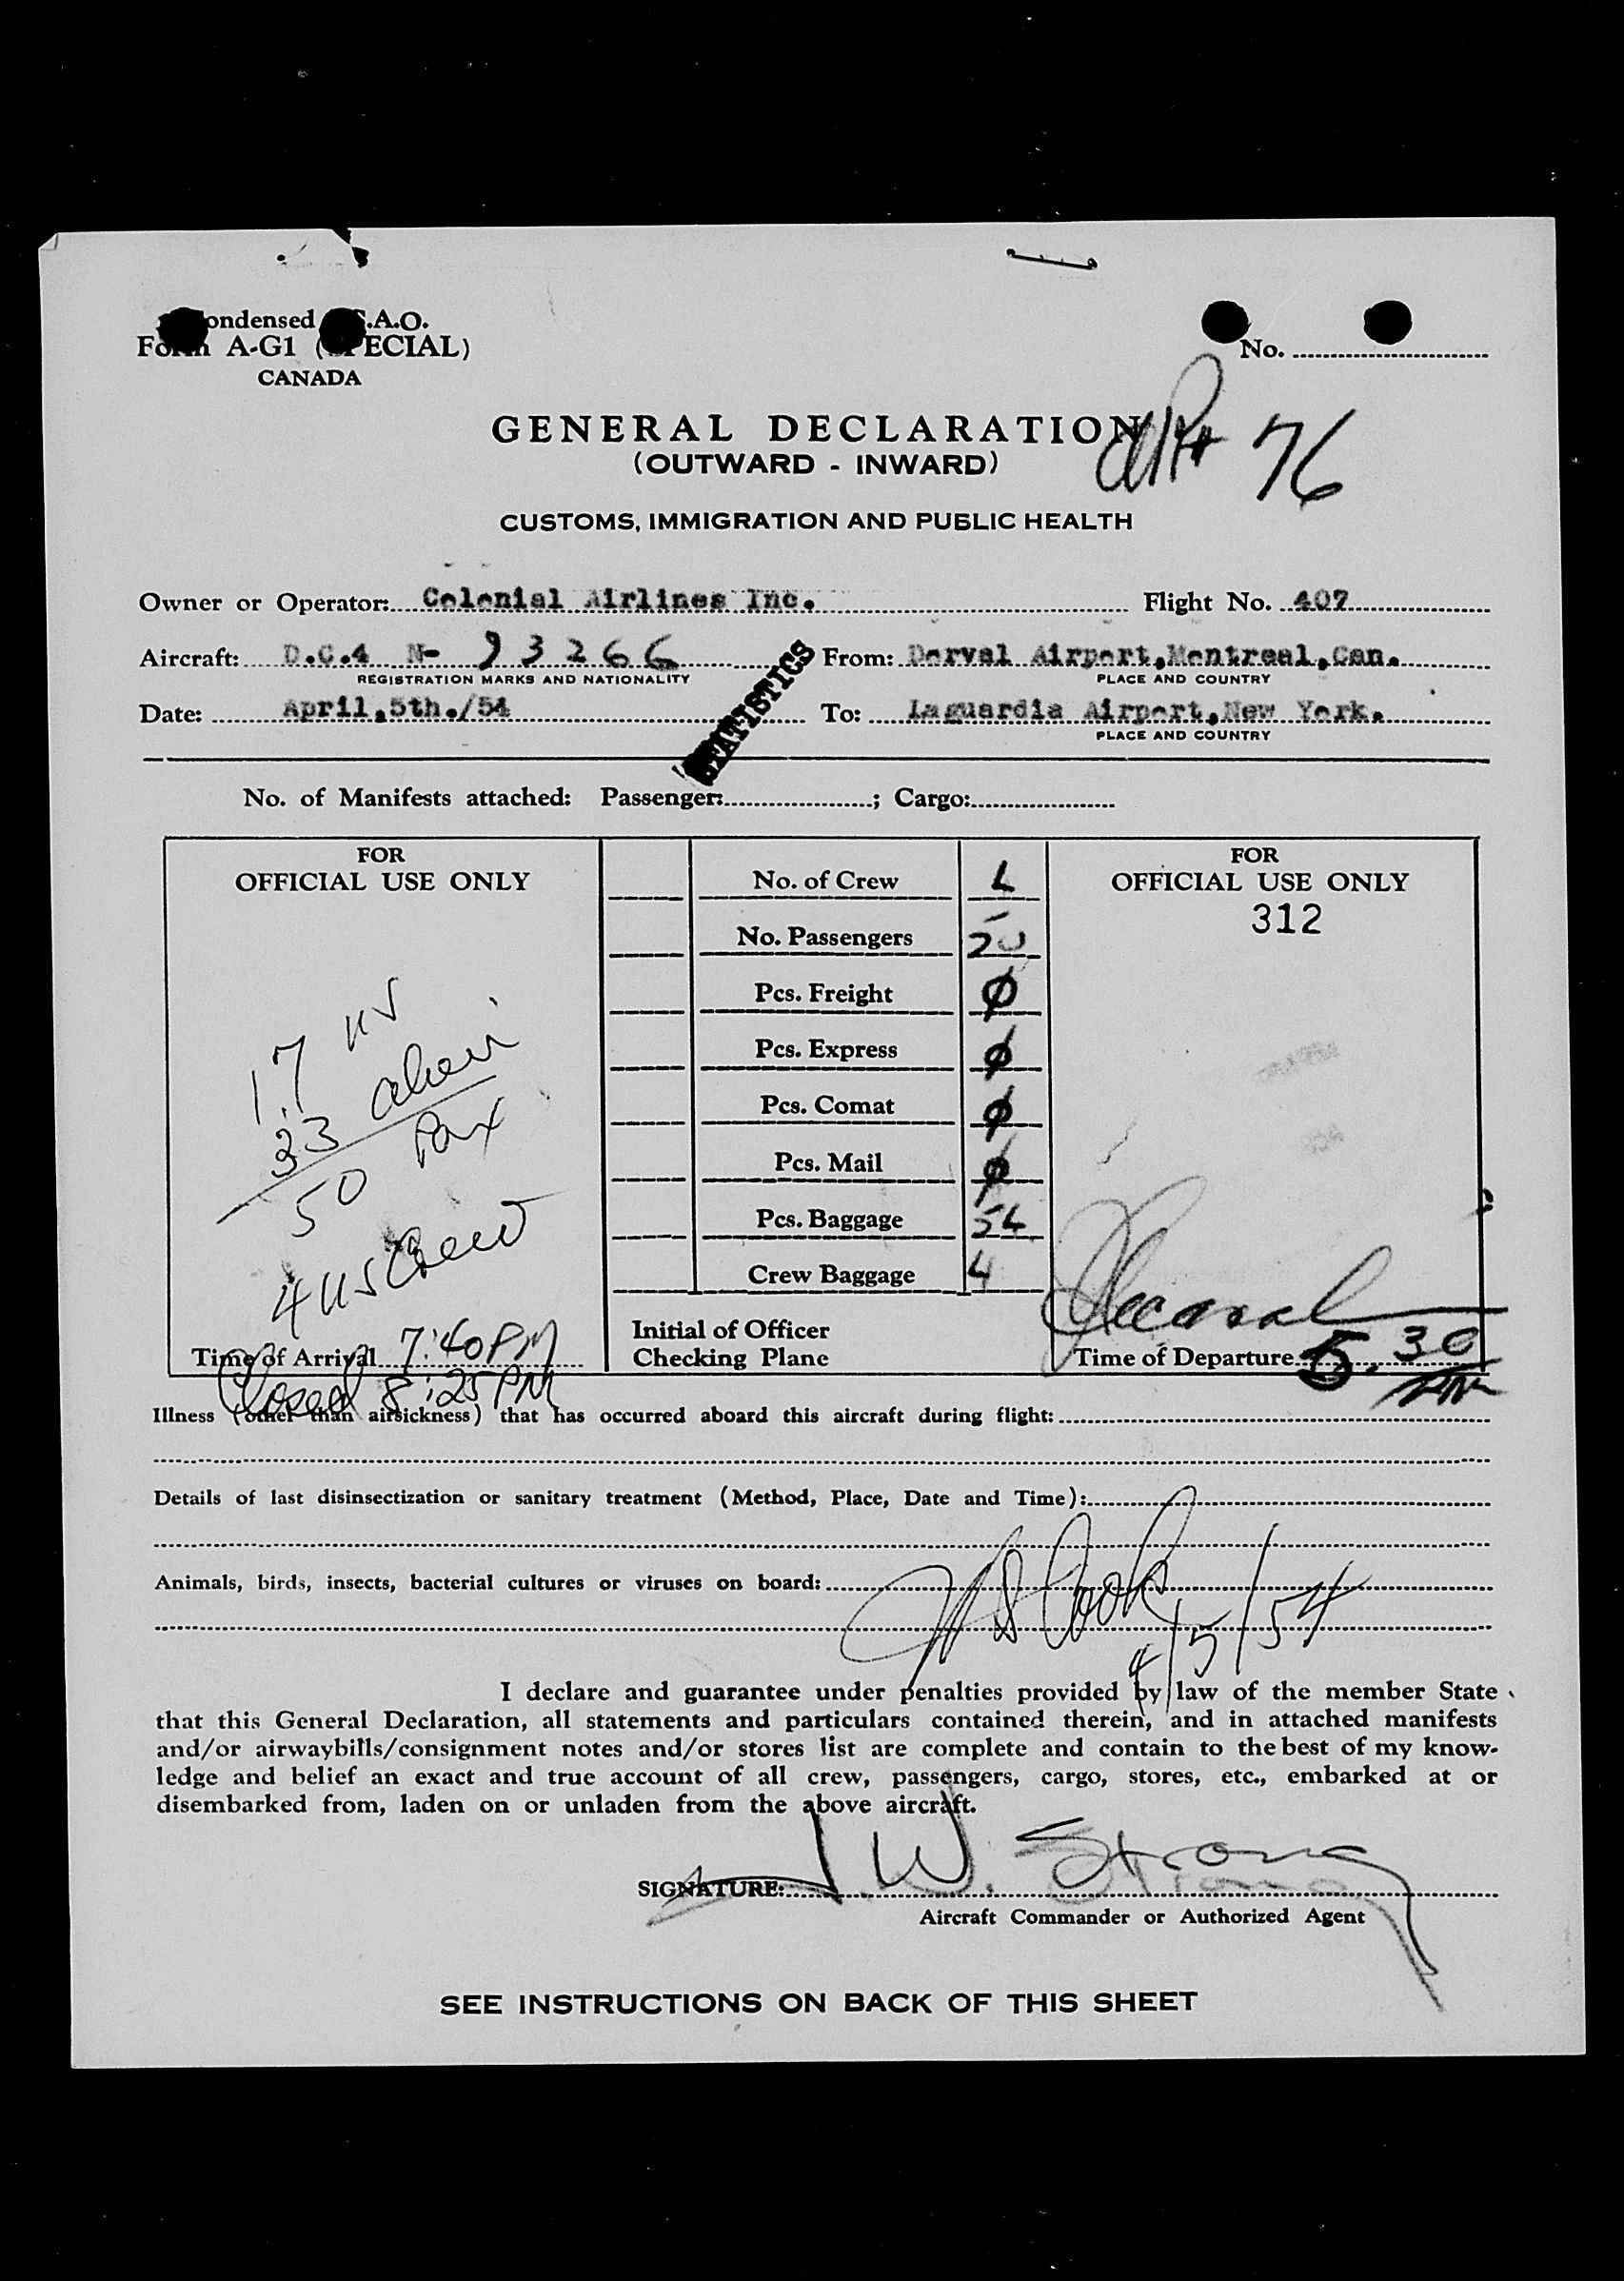 Condensed I.C.A.O.
Form A-G1 (SPECIAL)
CANADA
No.
GENERAL DECLARATION
76
(OUTWARD - INWARD)
CUSTOMS, IMMIGRATION AND PUBLIC HEALTH
Owner or Operator: Colonial Airlines Inc. Flight No. 407
Aircraft: D.C.4 N- 93266 From: Dorval Airport, Montreal, Can.
REGISTRATION MARKS AND NATIONALITY PLACE AND COUNTRY
Date: April, 5th./54 To: Laguardia Airport, New York.
PLACE AND COUNTRY
STATISTICS
No. of Manifests attached: Passenger: ; Cargo:
FOR
OFFICIAL USE ONLY
17 US
33 alien
50 Pax
4 US Crew
Time of Arrival 7:40 PM
Closed 8:25 PM
No. of Crew
No. Passengers
Pcs. Freight Ø
Pcs. Express Ø
Pcs. Comat Ø
Pcs. Mail Ø
Pcs. Baggage 54
Crew Baggage 4
Initial of Officer
Checking Plane
FOR
OFFICIAL USE ONLY
312
Time of Departure 5.30
Illness (other than airsickness) that has occurred aboard this aircraft during flight:
Details of last disinsectization or sanitary treatment (Method, Place, Date and Time):
Animals, birds, insects, bacterial cultures or viruses on board:
Cook
4/5/54
I declare and guarantee under penalties provided by law of the member State
that this General Declaration, all statements and particulars contained therein, and in attached manifests
and/or airwaybills/consignment notes and/or stores list are complete and contain to the best of my know-
ledge and belief an exact and true account of all crew, passengers, cargo, stores, etc., embarked at or
disembarked from, laden on or unladen from the above aircraft.
SIGNATURE: J W. Strong
Aircraft Commander or Authorized Agent
SEE INSTRUCTIONS ON BACK OF THIS SHEET